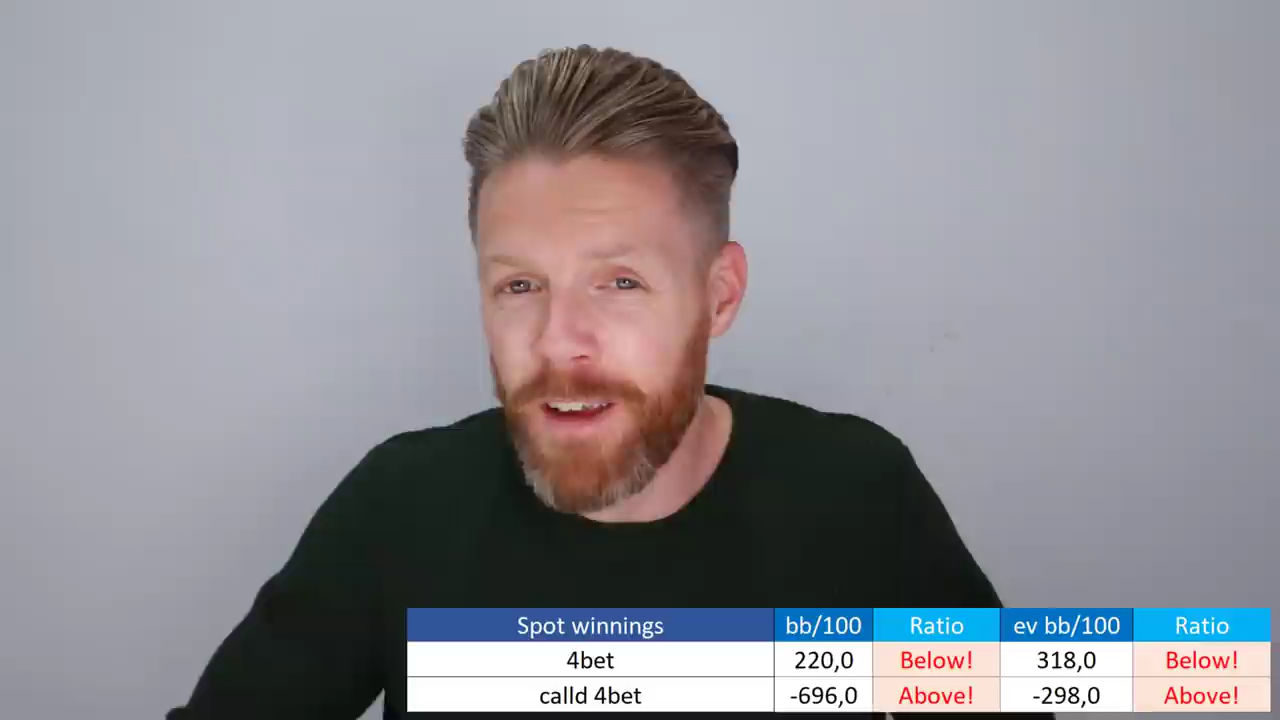 Spot winnings bb/100 Ratio ev bb/100 Ratio
4bet 220,0 Below! 318,0 Below!
calld 4bet -696,0 Above! -298,0 Above!